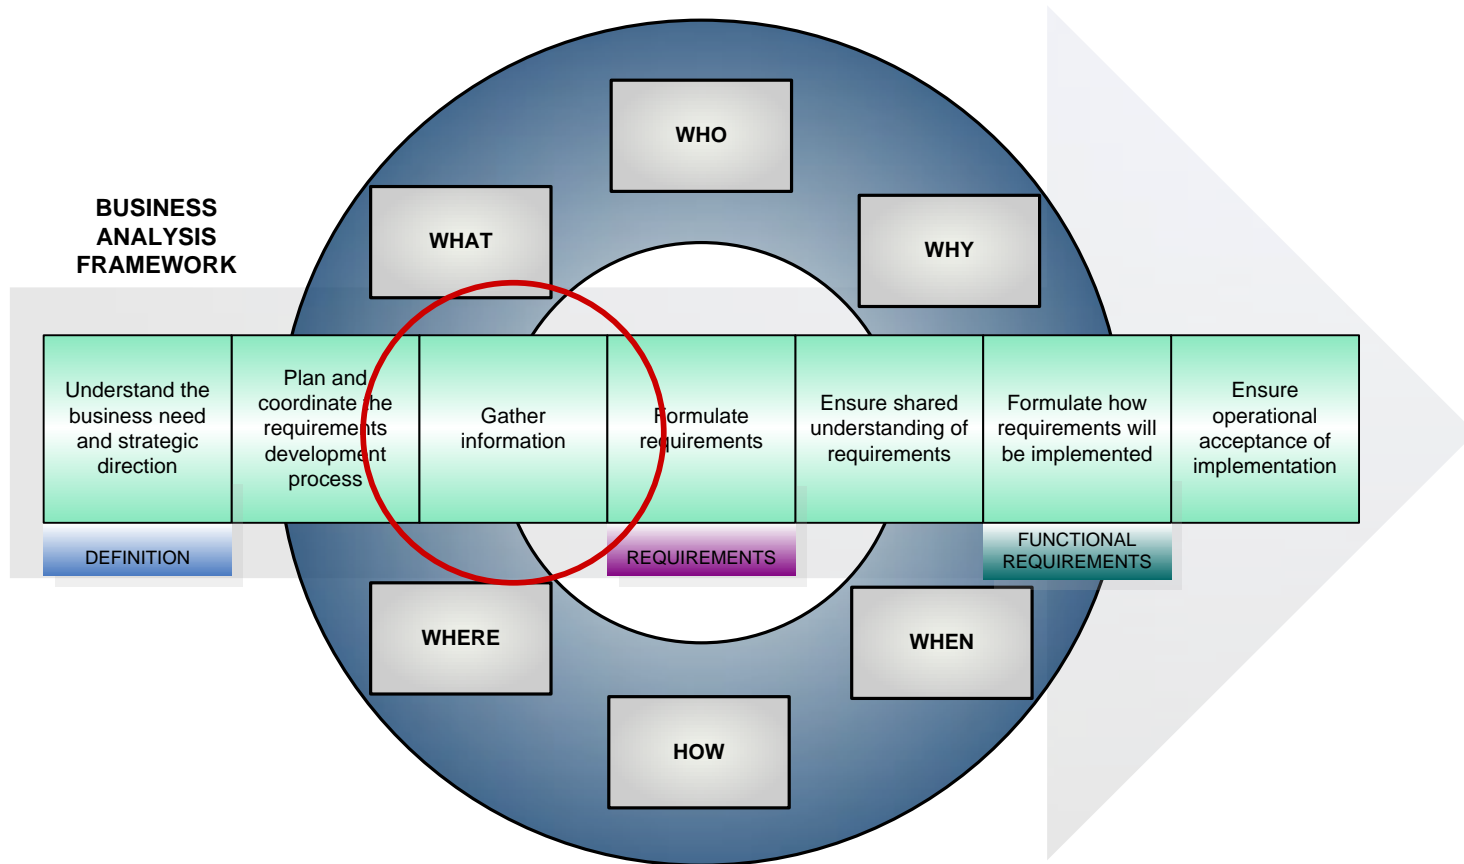 WHO
BUSINESS
ANALYSIS
FRAMEWORK
WHAT
WHY
Understand the
business need
and strategic
direction
Plan and
coordinate the
requirements
development
process
Gather
information
Formulate
requirements
Ensure shared
understanding of
requirements
Formulate how
requirements will
be implemented
Ensure
operational
acceptance of
implementation
DEFINITION
REQUIREMENTS
FUNCTIONAL
REQUIREMENTS
WHERE
WHEN
HOW